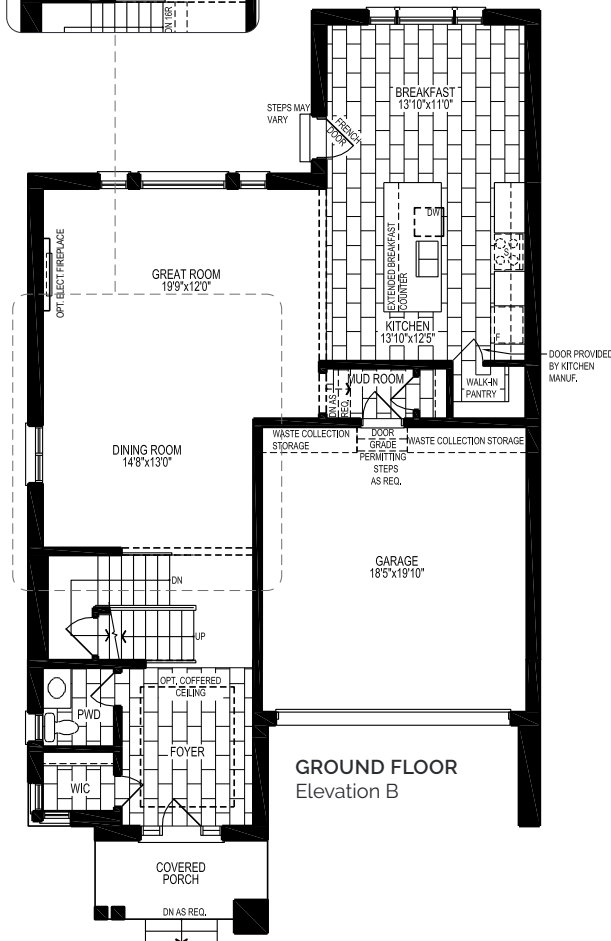 DN 16R
BREAKFAST
13'10"x11'0"
STEPS MAY
VARY
FRENCH
DOOR
DW
EXTENDED BREAKFAST
COUNTER
OPT. ELECT. FIREPLACE
GREAT ROOM
19'9"x12'0"
KITCHEN
13'10"x12'5"
F
DOOR PROVIDED
BY KITCHEN
MANUF.
MUD ROOM
WALK-IN
PANTRY
DN AS
REQ.
WASTE COLLECTION
STORAGE
DOOR
GRADE
PERMITTING
STEPS
AS REQ.
WASTE COLLECTION STORAGE
DINING ROOM
14'8"x13'0"
GARAGE
18'5"x19'10"
DN
UP
OPT. COFFERED
CEILING
PWD
FOYER
WIC
GROUND FLOOR
Elevation B
COVERED
PORCH
DN AS REQ.